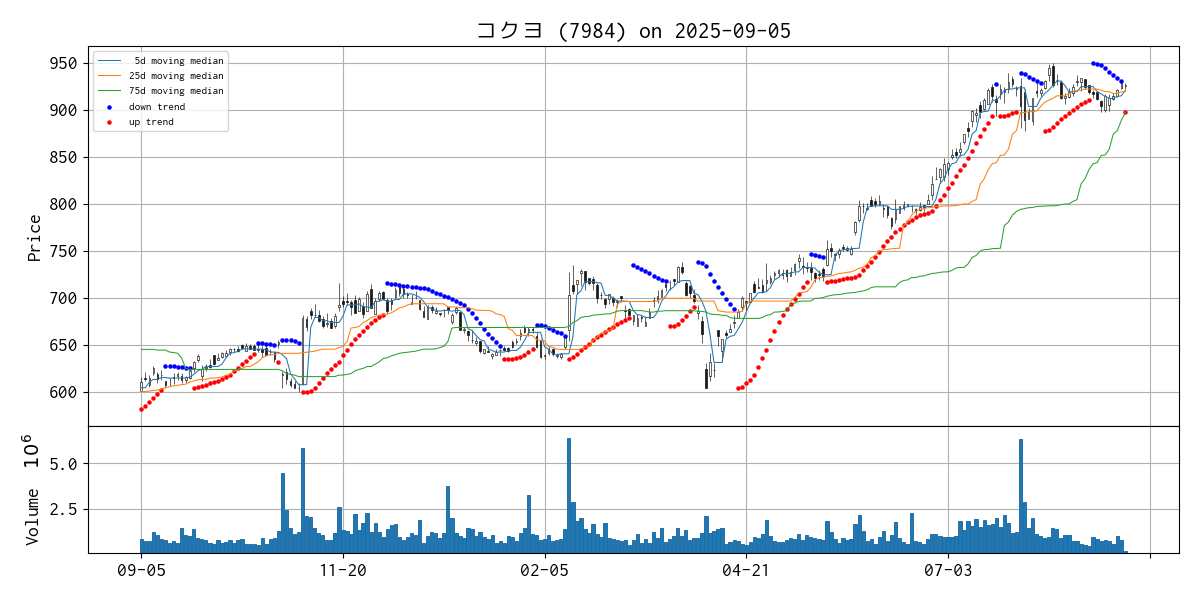 コクヨ (7984) on 2025-09-05
5d moving median
25d moving median
75d moving median
down trend
up trend
950
900
850
800
750
700
650
600
Price
5.0
2.5
Volume 10^6
09-05
11-20
02-05
04-21
07-03